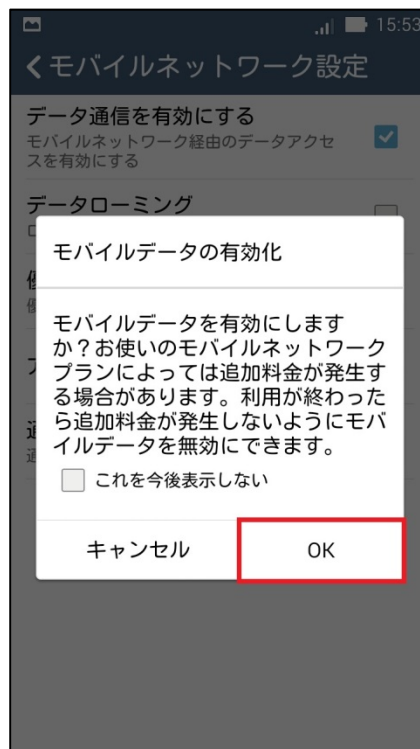 15:53
モバイルネットワーク設定
データ通信を有効にする
モバイルネットワーク経由のデータアクセ
スを有効にする
データローミング
モバイルデータの有効化
モバイルデータを有効にします
か？お使いのモバイルネットワーク
プランによっては追加料金が発生す
る場合があります。利用が終わった
ら追加料金が発生しないようにモバ
イルデータを無効にできます。
これを今後表示しない
キャンセル
OK